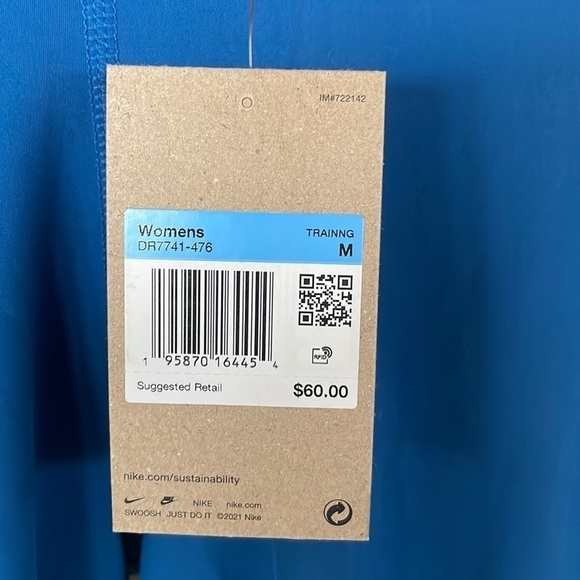 IM#722142
Womens TRAINNG
DR7741-476 M
RFID
1 95870 16445 4
Suggested Retail $60.00
nike.com/sustainability
NIKE nike.com
SWOOSH JUST DO IT ©2021 Nike